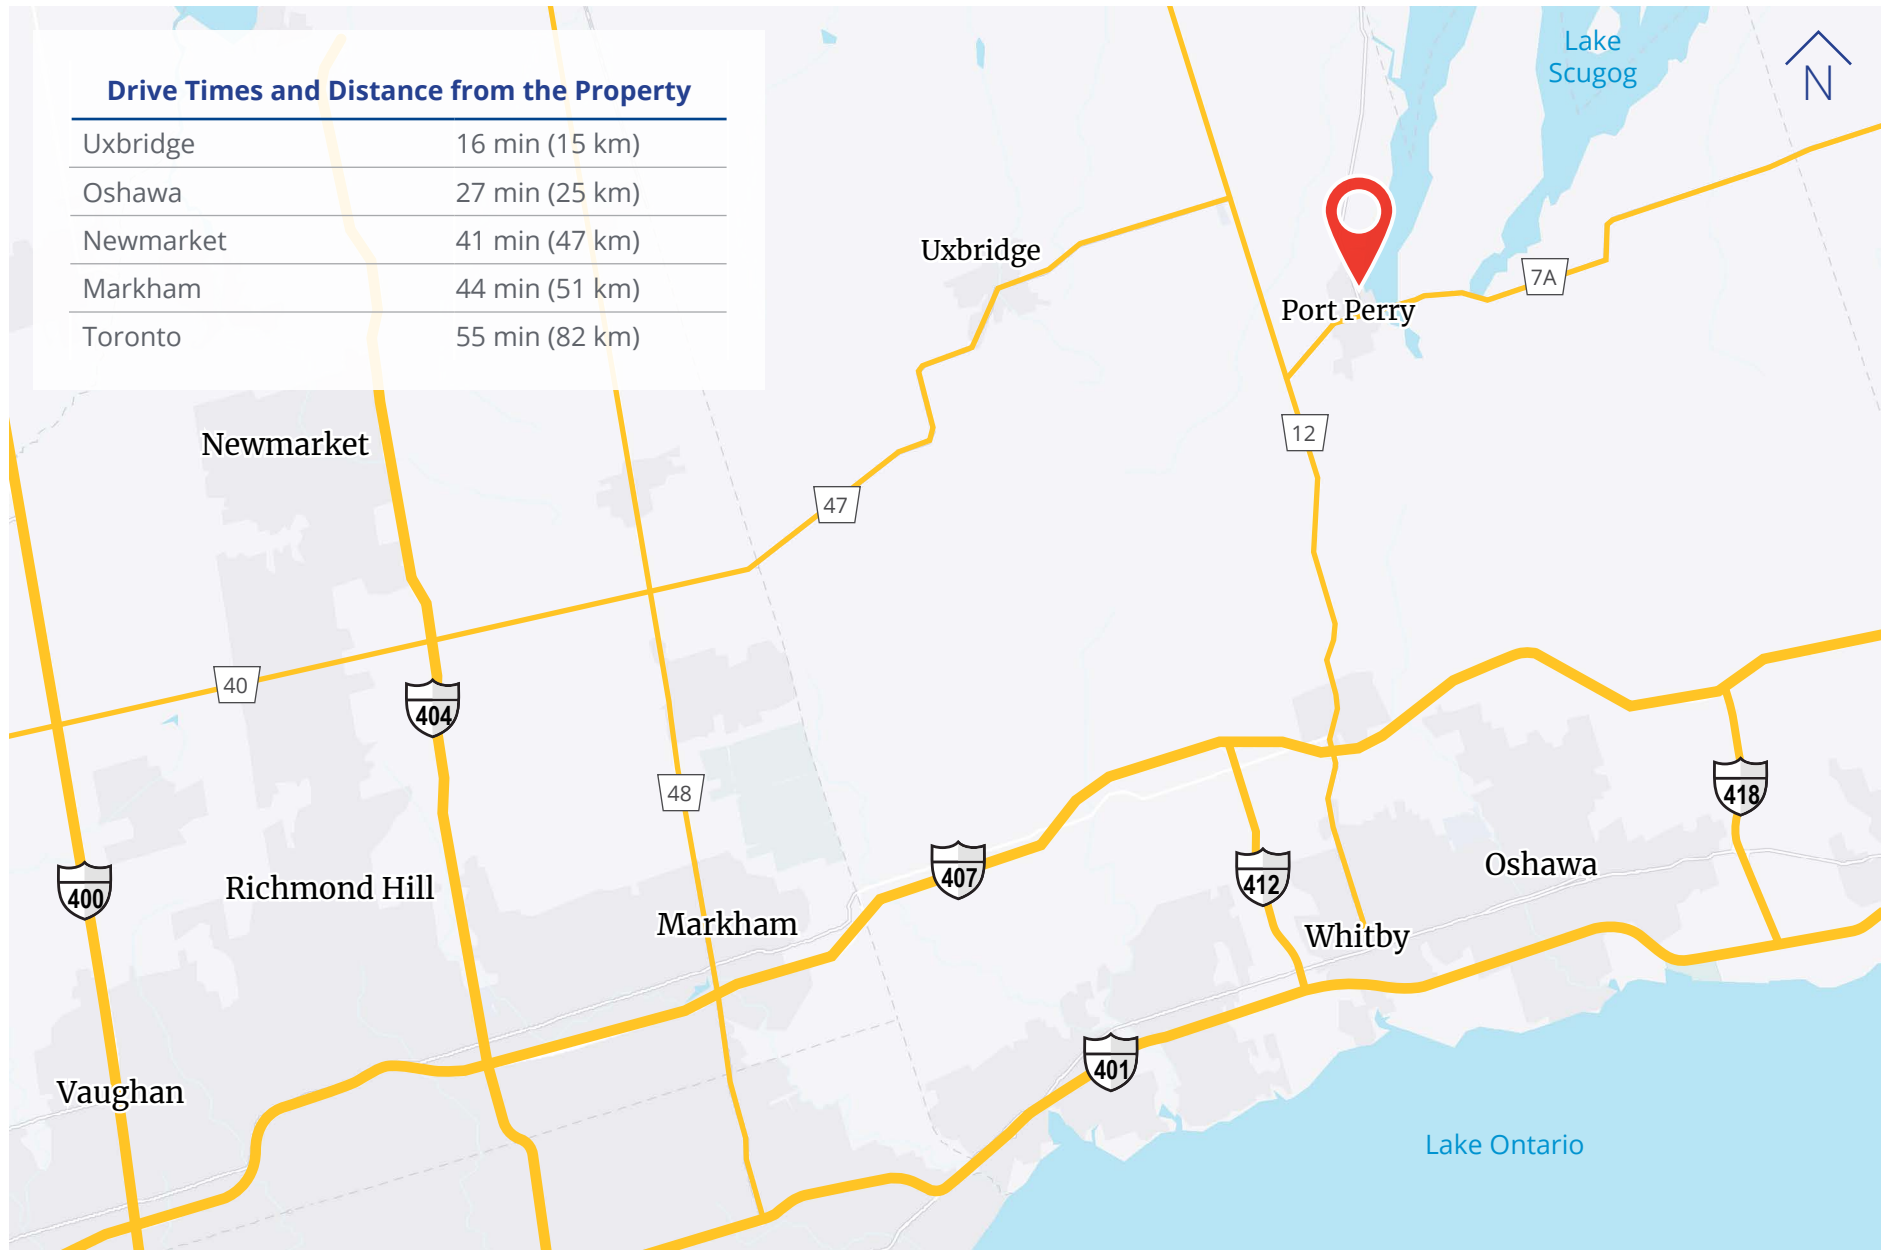 Drive Times and Distance from the Property
Uxbridge 16 min (15 km)
Oshawa 27 min (25 km)
Newmarket 41 min (47 km)
Markham 44 min (51 km)
Toronto 55 min (82 km)
Lake
Scugog
N
Uxbridge
7A
Port Perry
12
Newmarket
47
40
404
48
418
407
Oshawa
412
400
Richmond Hill
Markham
Whitby
401
Vaughan
Lake Ontario